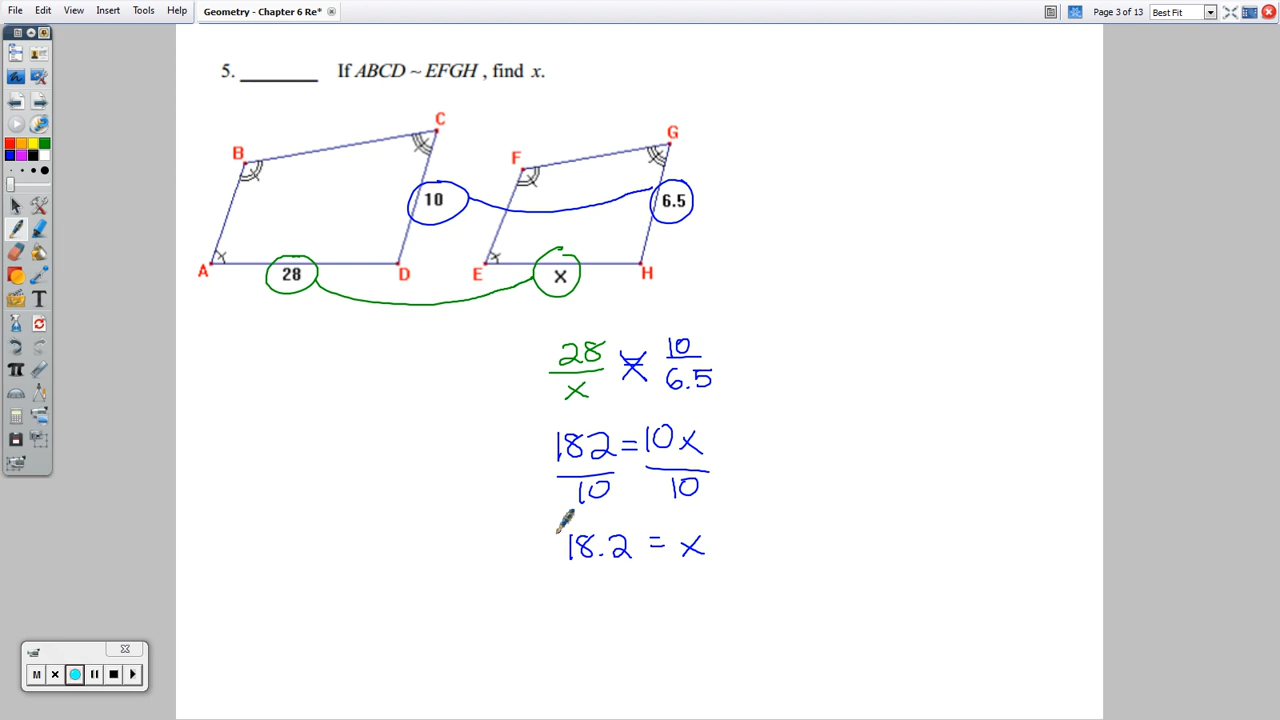 File Edit View Insert Tools Help
Geometry - Chapter 6 Re*
Page 3 of 13
Best Fit
5. ________ If ABCD ~ EFGH , find x.
B C
F G
10
6.5
A 28 D
E x H
28/x = 10/6.5
182 = 10x
10 10
18.2 = x
M